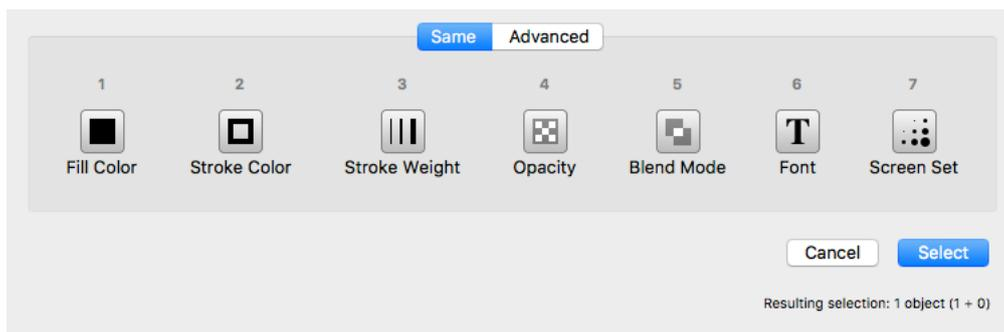 Same Advanced
1 2 3 4 5 6 7
T
Fill Color Stroke Color Stroke Weight Opacity Blend Mode Font Screen Set
Cancel Select
Resulting selection: 1 object (1 + 0)